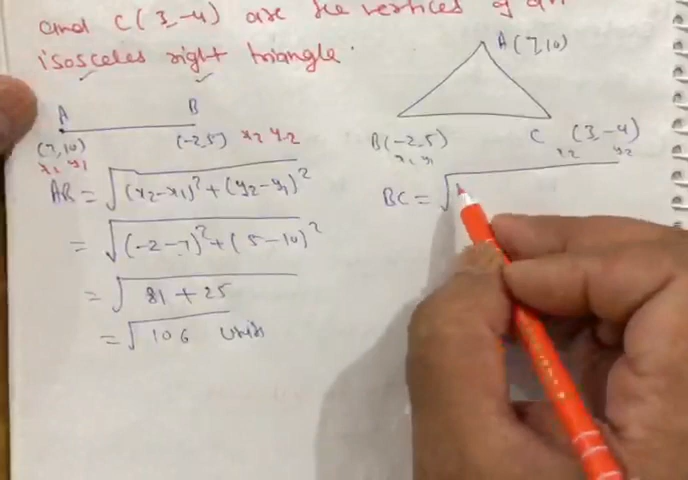 and C(3,-4) are the vertices of an
isosceles right triangle.
A(7,10)
A B
(7,10) (-2,5) x2 y2
x1 y1
B(-2,5) C (3,-4)
x1 y1 x2 y2
AB = √(x2-x1)²+(y2-y1)²
= √(-2-7)²+(5-10)²
= √81+25
= √106 units
BC = √